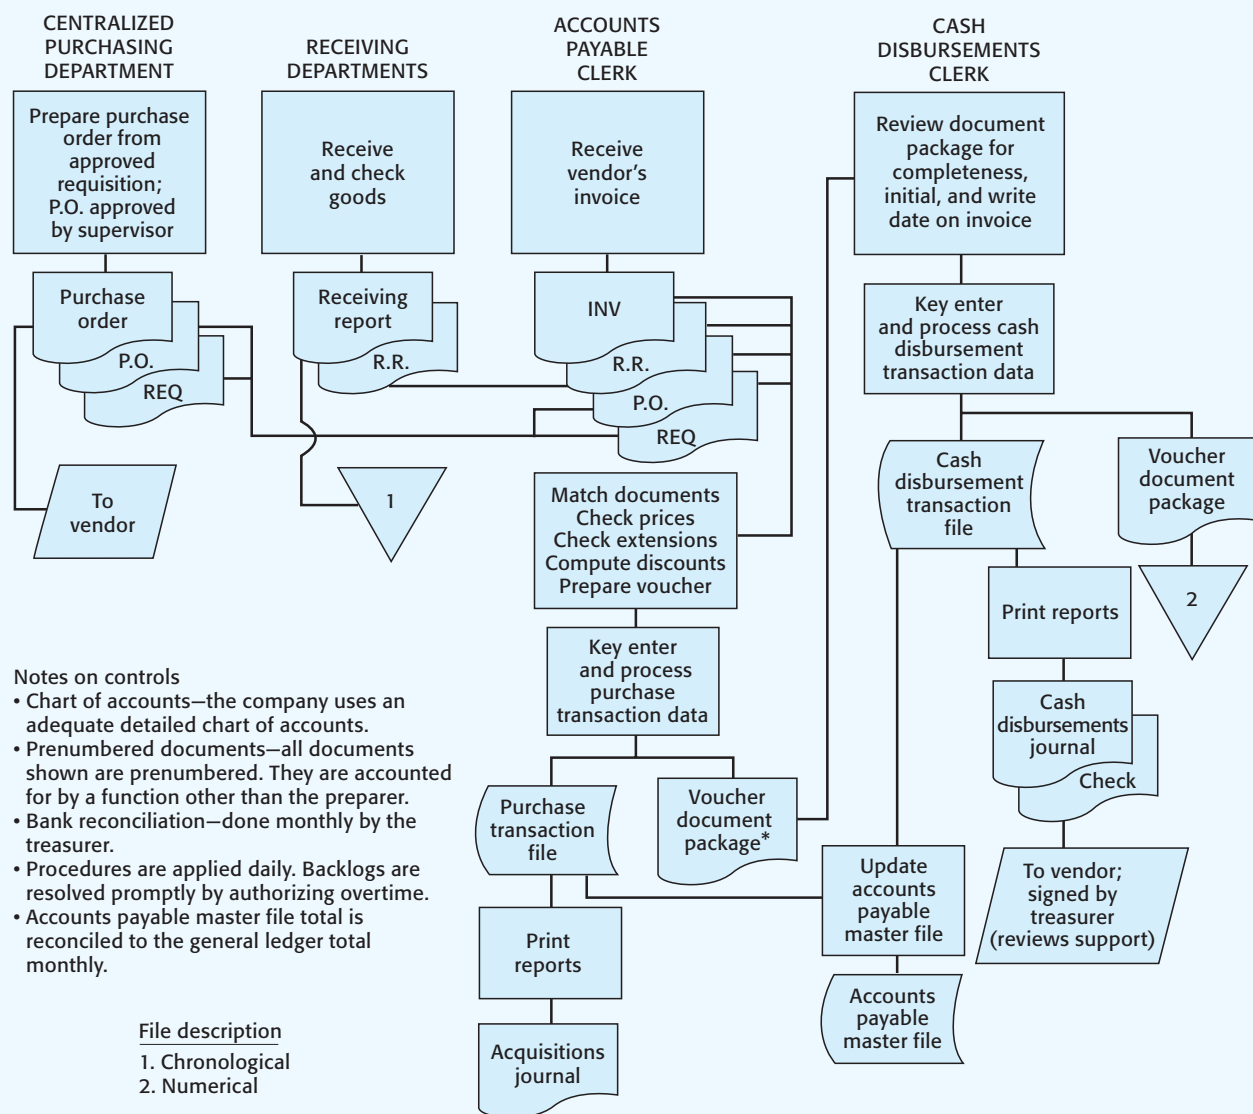 CENTRALIZED
PURCHASING
DEPARTMENT
RECEIVING
DEPARTMENTS
ACCOUNTS
PAYABLE
CLERK
CASH
DISBURSEMENTS
CLERK
Prepare purchase
order from
approved
requisition;
P.O. approved
by supervisor
Receive
and check
goods
Receive
vendor's
invoice
Review document
package for
completeness,
initial, and write
date on invoice
Purchase
order
P.O.
REQ
Receiving
report
R.R.
INV
R.R.
P.O.
REQ
Key enter
and process cash
disbursement
transaction data
To
vendor
1
Match documents
Check prices
Check extensions
Compute discounts
Prepare voucher
Cash
disbursement
transaction
file
Voucher
document
package
2
Key enter
and process
purchase
transaction data
Print reports
Notes on controls
• Chart of accounts—the company uses an
adequate detailed chart of accounts.
• Prenumbered documents—all documents
shown are prenumbered. They are accounted
for by a function other than the preparer.
• Bank reconciliation—done monthly by the
treasurer.
• Procedures are applied daily. Backlogs are
resolved promptly by authorizing overtime.
• Accounts payable master file total is
reconciled to the general ledger total
monthly.
Purchase
transaction
file
Voucher
document
package*
Cash
disbursements
journal
Check
Update
accounts
payable
master file
To vendor;
signed by
treasurer
(reviews support)
Print
reports
Accounts
payable
master file
Acquisitions
journal
File description
1. Chronological
2. Numerical